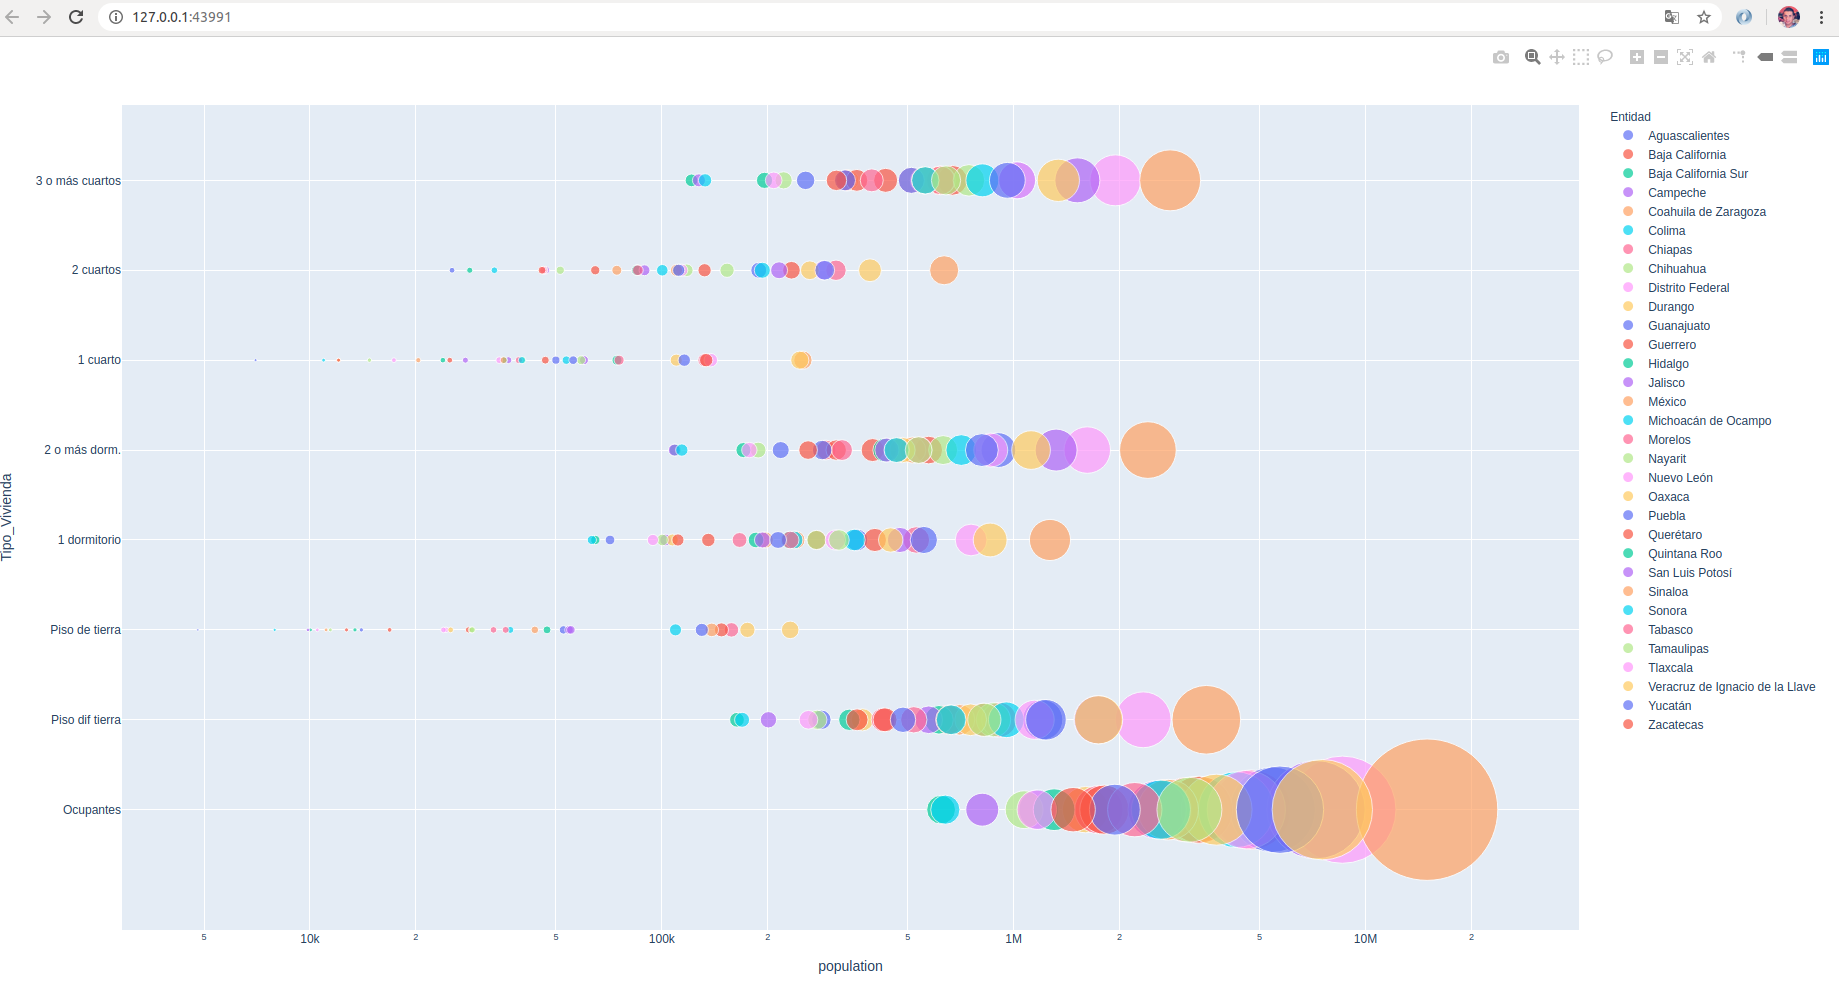 127.0.0.1:43991
Entidad
Aguascalientes
Baja California
Baja California Sur
Campeche
Coahuila de Zaragoza
Colima
Chiapas
Chihuahua
Distrito Federal
Durango
Guanajuato
Guerrero
Hidalgo
Jalisco
México
Michoacán de Ocampo
Morelos
Nayarit
Nuevo León
Oaxaca
Puebla
Querétaro
Quintana Roo
San Luis Potosí
Sinaloa
Sonora
Tabasco
Tamaulipas
Tlaxcala
Veracruz de Ignacio de la Llave
Yucatán
Zacatecas
3 o más cuartos
2 cuartos
1 cuarto
2 o más dorm.
1 dormitorio
Piso de tierra
Piso dif tierra
Ocupantes
Tipo_Vivienda
5 10k 2 5 100k 2 5 1M 2 5 10M 2
population